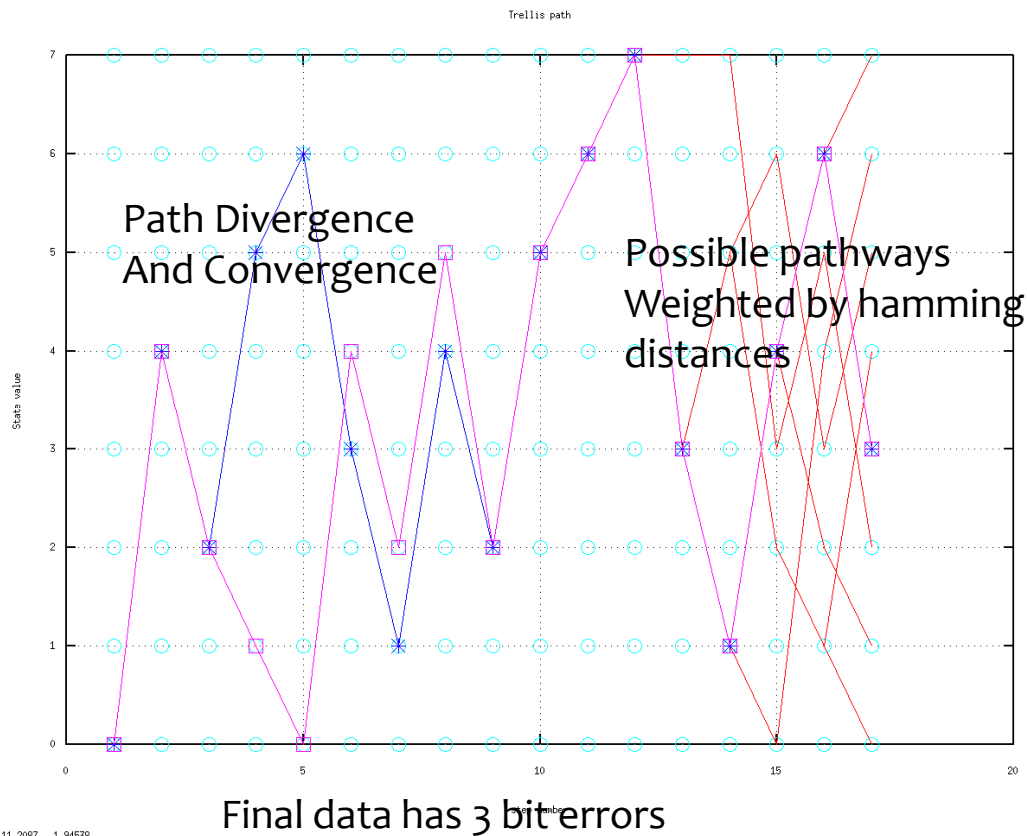 Trellis path
7
6
5
4
3
2
1
0
Path Divergence
And Convergence
Possible pathways
Weighted by hamming
distances
State value
0 5 10 15 20
Final data has 3 bit errors